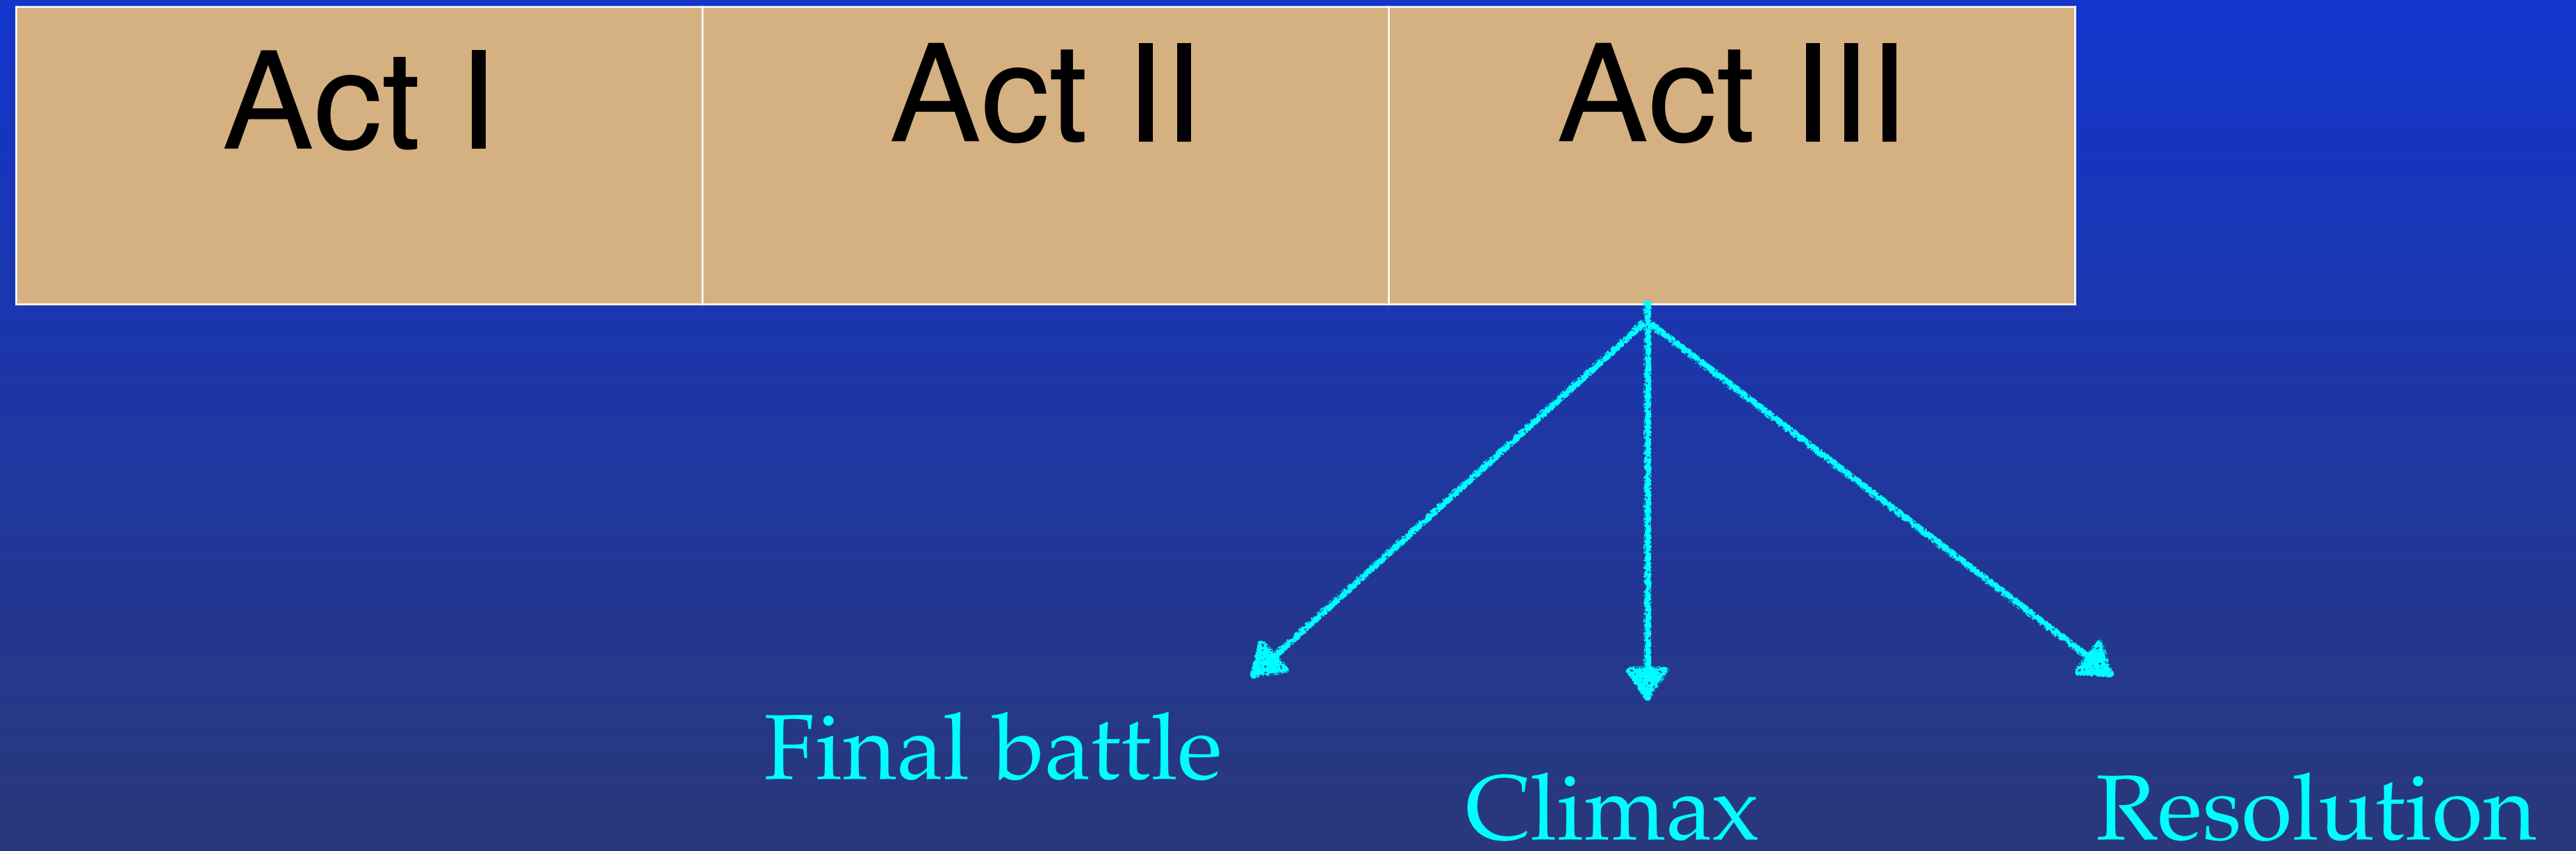 Act I
Act II
Act III
Final battle
Climax
Resolution